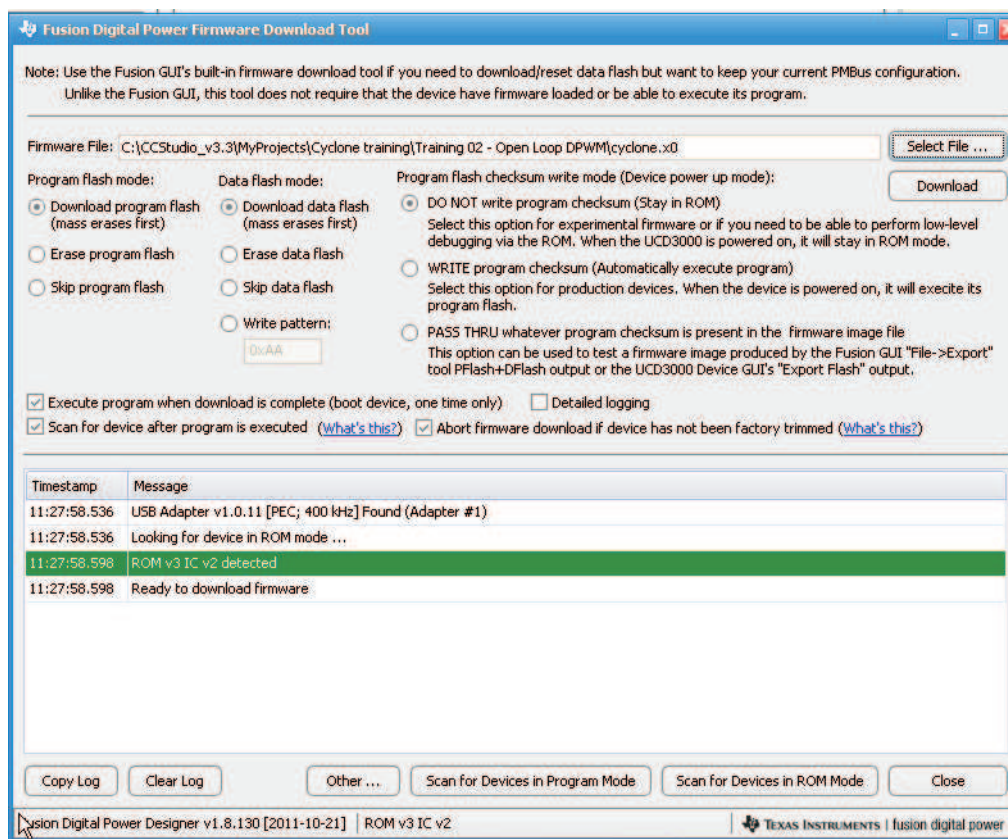 Fusion Digital Power Firmware Download Tool
Note: Use the Fusion GUI's built-in firmware download tool if you need to download/reset data flash but want to keep your current PMBus configuration.
Unlike the Fusion GUI, this tool does not require that the device have firmware loaded or be able to execute its program.
Firmware File: C:\CCStudio_v3.3\MyProjects\Cyclone training\Training 02 - Open Loop DPWM\cyclone.x0 Select File ...
Download
Program flash mode:
Download program flash
(mass erases first)
Erase program flash
Skip program flash
Data flash mode:
Download data flash
(mass erases first)
Erase data flash
Skip data flash
Write pattern:
0xAA
Program flash checksum write mode (Device power up mode):
DO NOT write program checksum (Stay in ROM)
Select this option for experimental firmware or if you need to be able to perform low-level
debugging via the ROM. When the UCD3000 is powered on, it will stay in ROM mode.
WRITE program checksum (Automatically execute program)
Select this option for production devices. When the device is powered on, it will execite its
program flash.
PASS THRU whatever program checksum is present in the firmware image file
This option can be used to test a firmware image produced by the Fusion GUI "File->Export"
tool PFlash+DFlash output or the UCD3000 Device GUI's "Export Flash" output.
Execute program when download is complete (boot device, one time only) Detailed logging
Scan for device after program is executed (What's this?) Abort firmware download if device has not been factory trimmed (What's this?)
Timestamp Message
11:27:58.536 USB Adapter v1.0.11 [PEC; 400 kHz] Found (Adapter #1)
11:27:58.536 Looking for device in ROM mode ...
11:27:58.598 ROM v3 IC v2 detected
11:27:58.598 Ready to download firmware
Copy Log Clear Log Other ... Scan for Devices in Program Mode Scan for Devices in ROM Mode Close
Fusion Digital Power Designer v1.8.130 [2011-10-21] ROM v3 IC v2 TEXAS INSTRUMENTS | fusion digital power